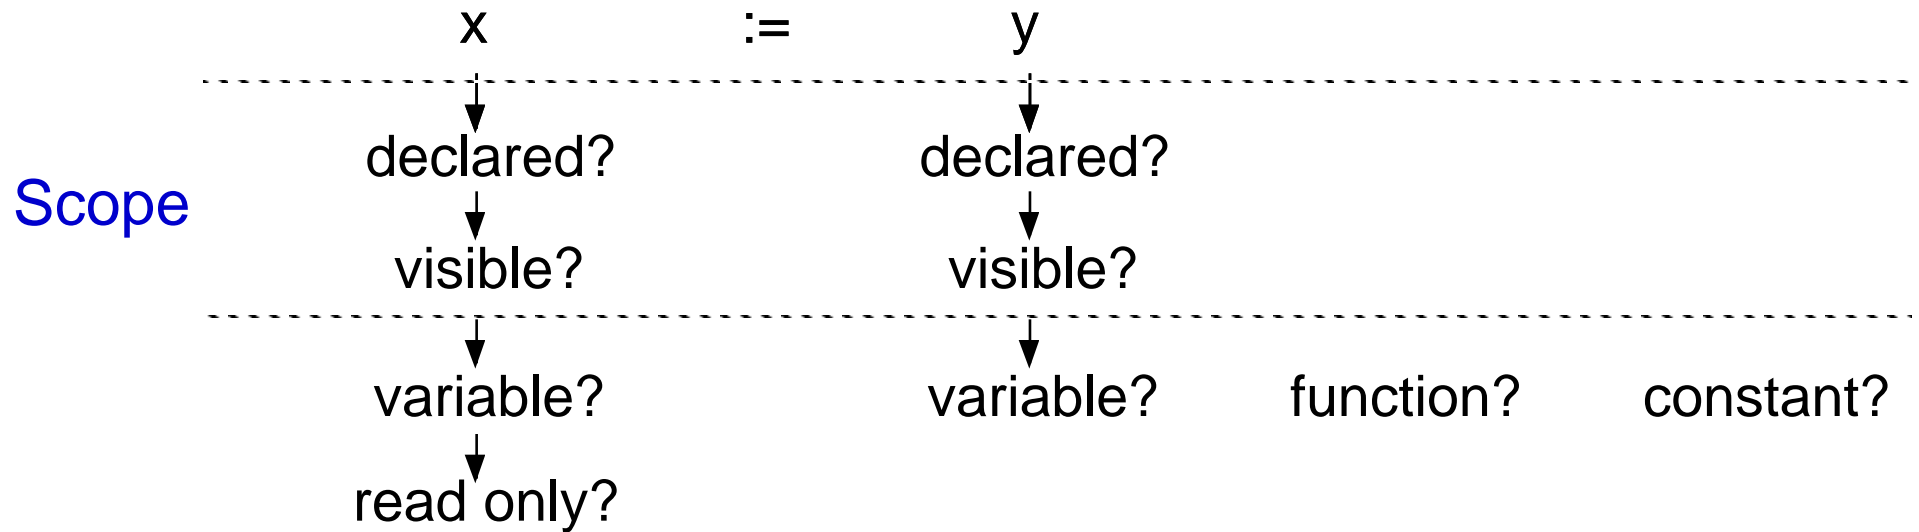 x := y
declared? declared?
Scope
visible? visible?
variable? variable? function? constant?
read only?